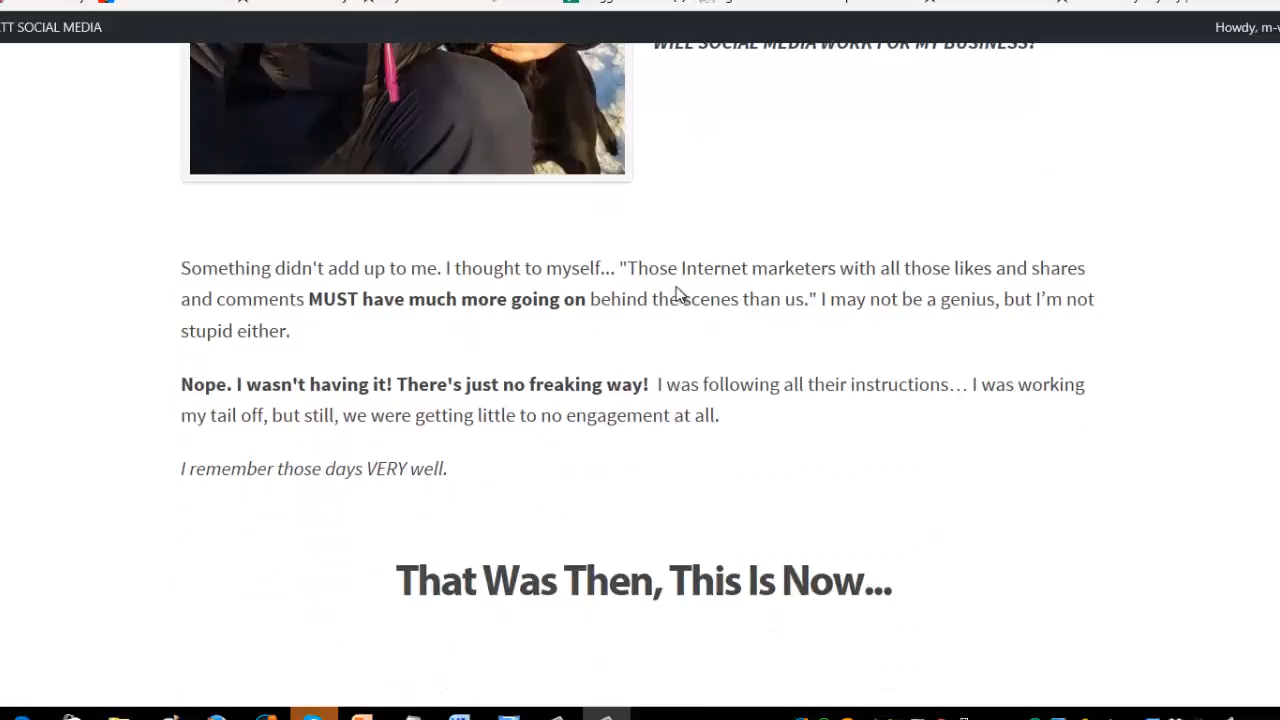 TT SOCIAL MEDIA
Howdy, m-v
WILL SOCIAL MEDIA WORK FOR MY BUSINESS?
Something didn't add up to me. I thought to myself... "Those Internet marketers with all those likes and shares
and comments MUST have much more going on behind the scenes than us." I may not be a genius, but I’m not
stupid either.
Nope. I wasn't having it! There's just no freaking way! I was following all their instructions… I was working
my tail off, but still, we were getting little to no engagement at all.
I remember those days VERY well.
That Was Then, This Is Now...